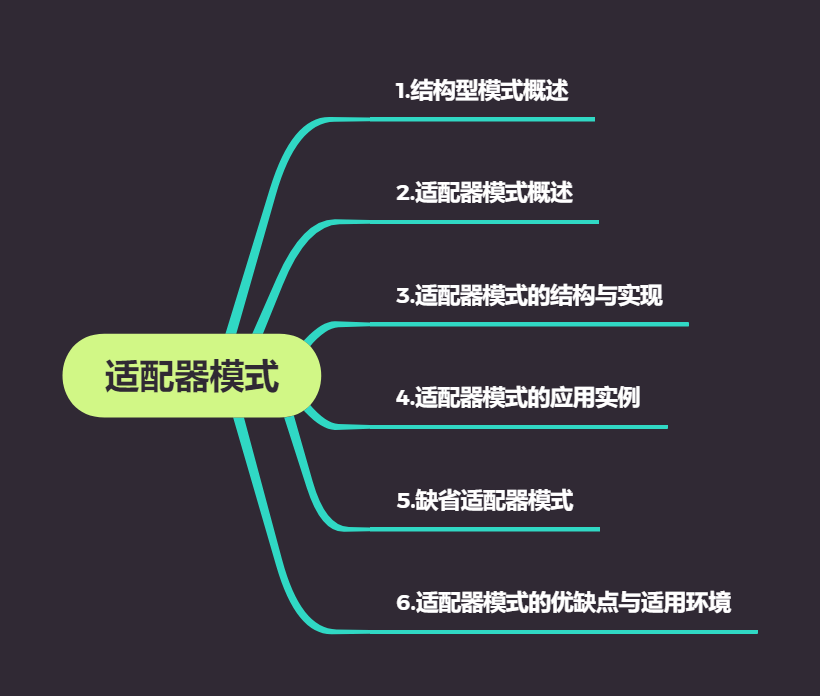 1.结构型模式概述
2.适配器模式概述
3.适配器模式的结构与实现
适配器模式
4.适配器模式的应用实例
5.缺省适配器模式
6.适配器模式的优缺点与适用环境